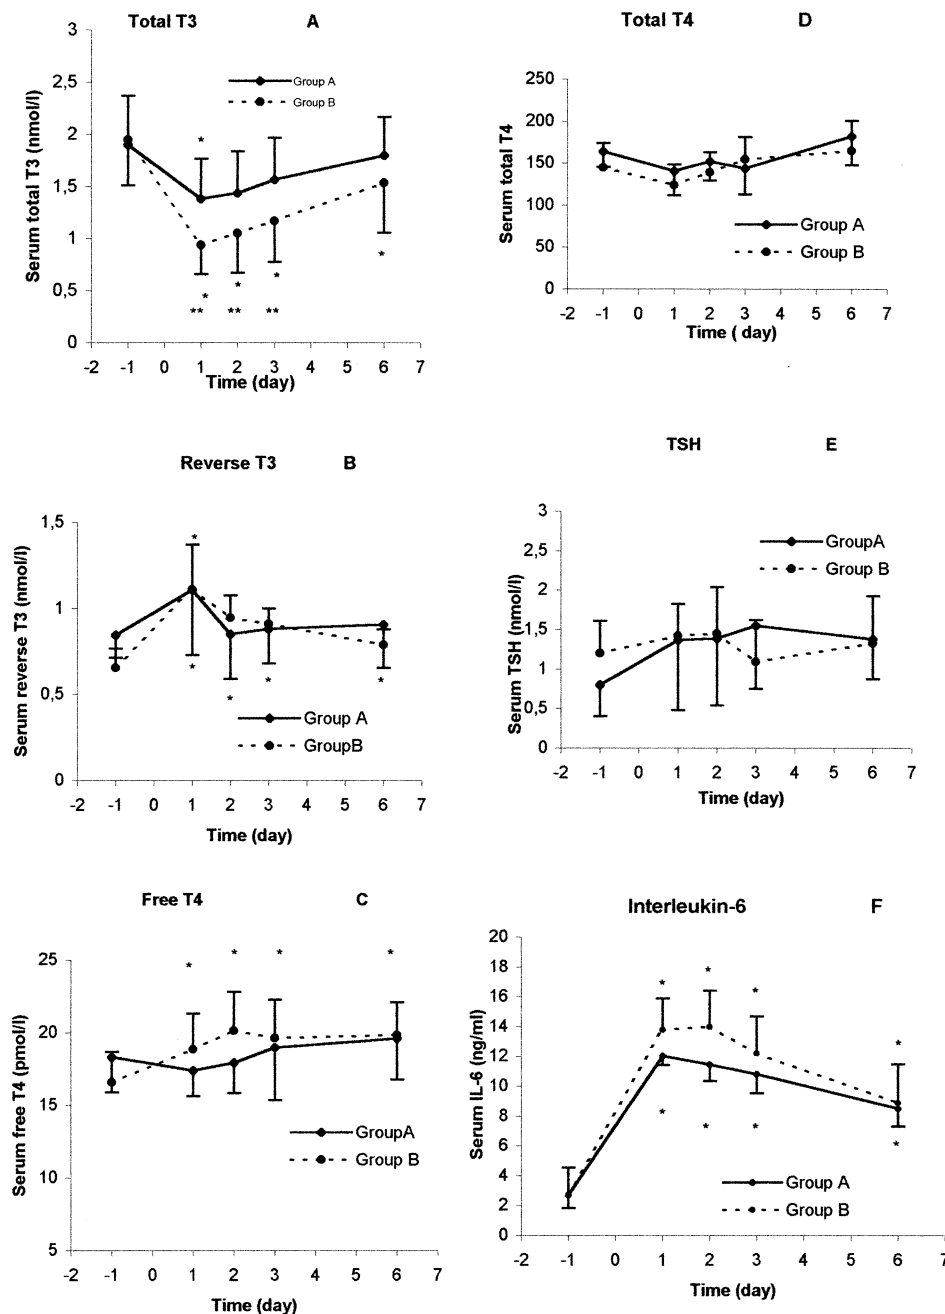 Total T3 A
Serum total T3 (nmol/l)
3
2,5
2
1,5
1
0,5
0
Group A
Group B
*
* * * *
** ** **
-2 -1 0 1 2 3 4 5 6 7
Time (day)
Total T4 D
Serum total T4
250
200
150
100
50
0
Group A
Group B
-2 -1 0 1 2 3 4 5 6 7
Time ( day)
Reverse T3 B
Serum reverse T3 (nmol/l)
1,5
1
0,5
0
*
* * * *
Group A
GroupB
-2 -1 0 1 2 3 4 5 6 7
Time (day)
TSH E
Serum TSH (nmol/l)
3
2,5
2
1,5
1
0,5
0
GroupA
Group B
-2 -1 0 1 2 3 4 5 6 7
Time (day)
Free T4 C
Serum free T4 (pmol/l)
25
20
15
10
5
* * * *
GroupA
Group B
-2 -1 0 1 2 3 4 5 6 7
Time (day)
Interleukin-6 F
Serum IL-6 (ng/ml)
20
18
16
14
12
10
8
6
4
2
0
* * * *
* * * *
Group A
Group B
-2 -1 0 1 2 3 4 5 6 7
Time (day)